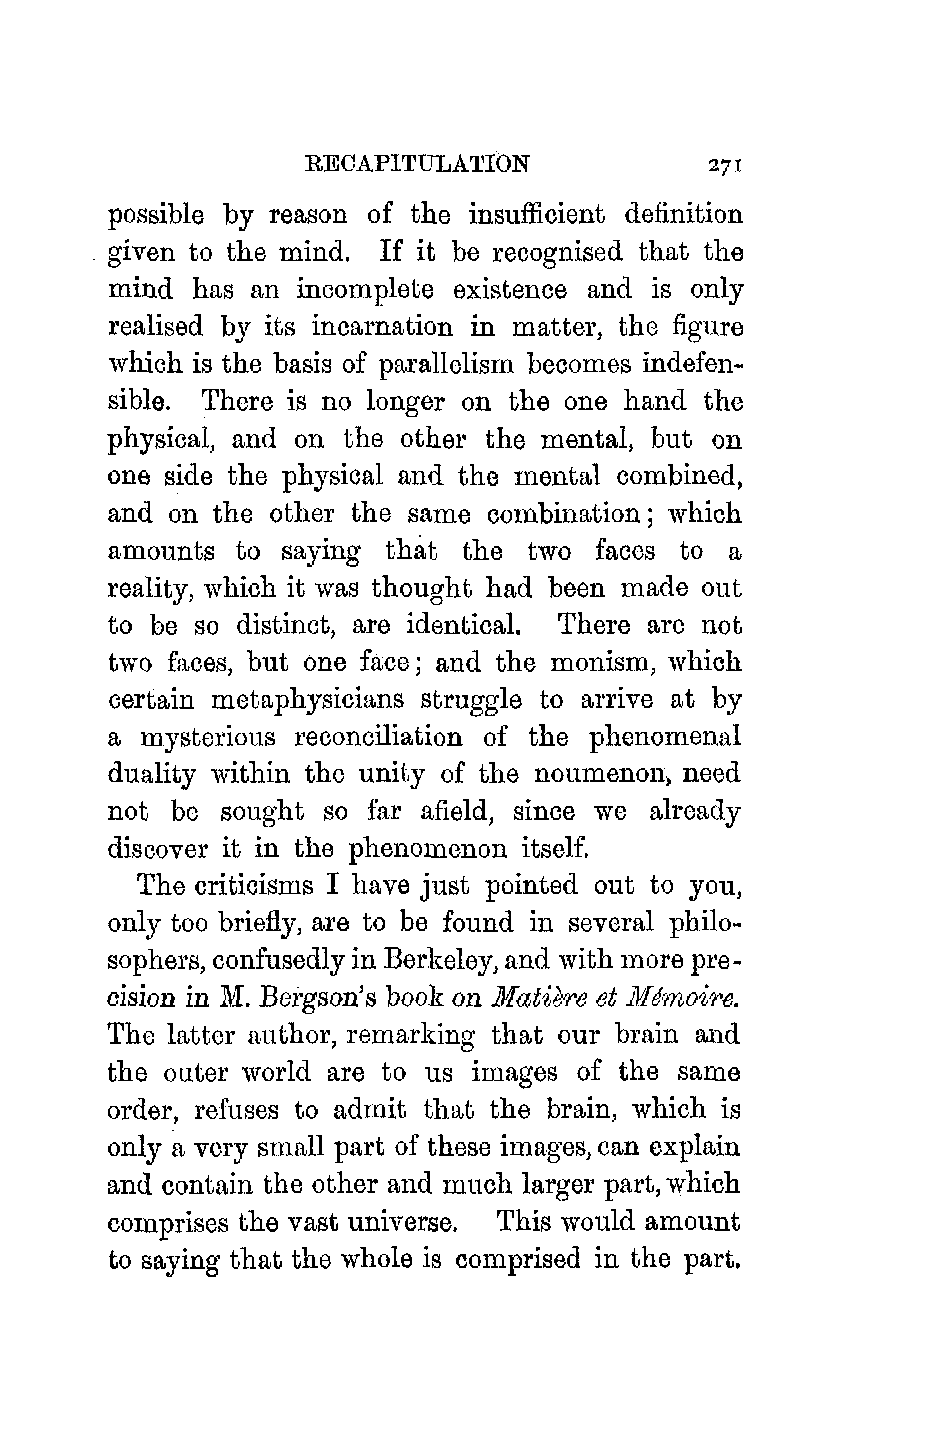 RECAPITULATION 271
possible by reason of the insufficient definition
given to the mind. If it be recognised that the
mind has an incomplete existence and is only
realised by its incarnation in matter, the figure
which is the basis of parallelism becomes indefen-
sible. There is no longer on the one hand the
physical, and on the other the mental, but on
one side the physical and the mental combined,
and on the other the same combination; which
amounts to saying that the two faces to a
reality, which it was thought had been made out
to be so distinct, are identical. There are not
two faces, but one face; and the monism, which
certain metaphysicians struggle to arrive at by
a mysterious reconciliation of the phenomenal
duality within the unity of the noumenon, need
not be sought so far afield, since we already
discover it in the phenomenon itself.
The criticisms I have just pointed out to you,
only too briefly, are to be found in several philo-
sophers, confusedly in Berkeley, and with more pre-
cision in M. Bergson's book on Matière et Mémoire.
The latter author, remarking that our brain and
the outer world are to us images of the same
order, refuses to admit that the brain, which is
only a very small part of these images, can explain
and contain the other and much larger part, which
comprises the vast universe. This would amount
to saying that the whole is comprised in the part.